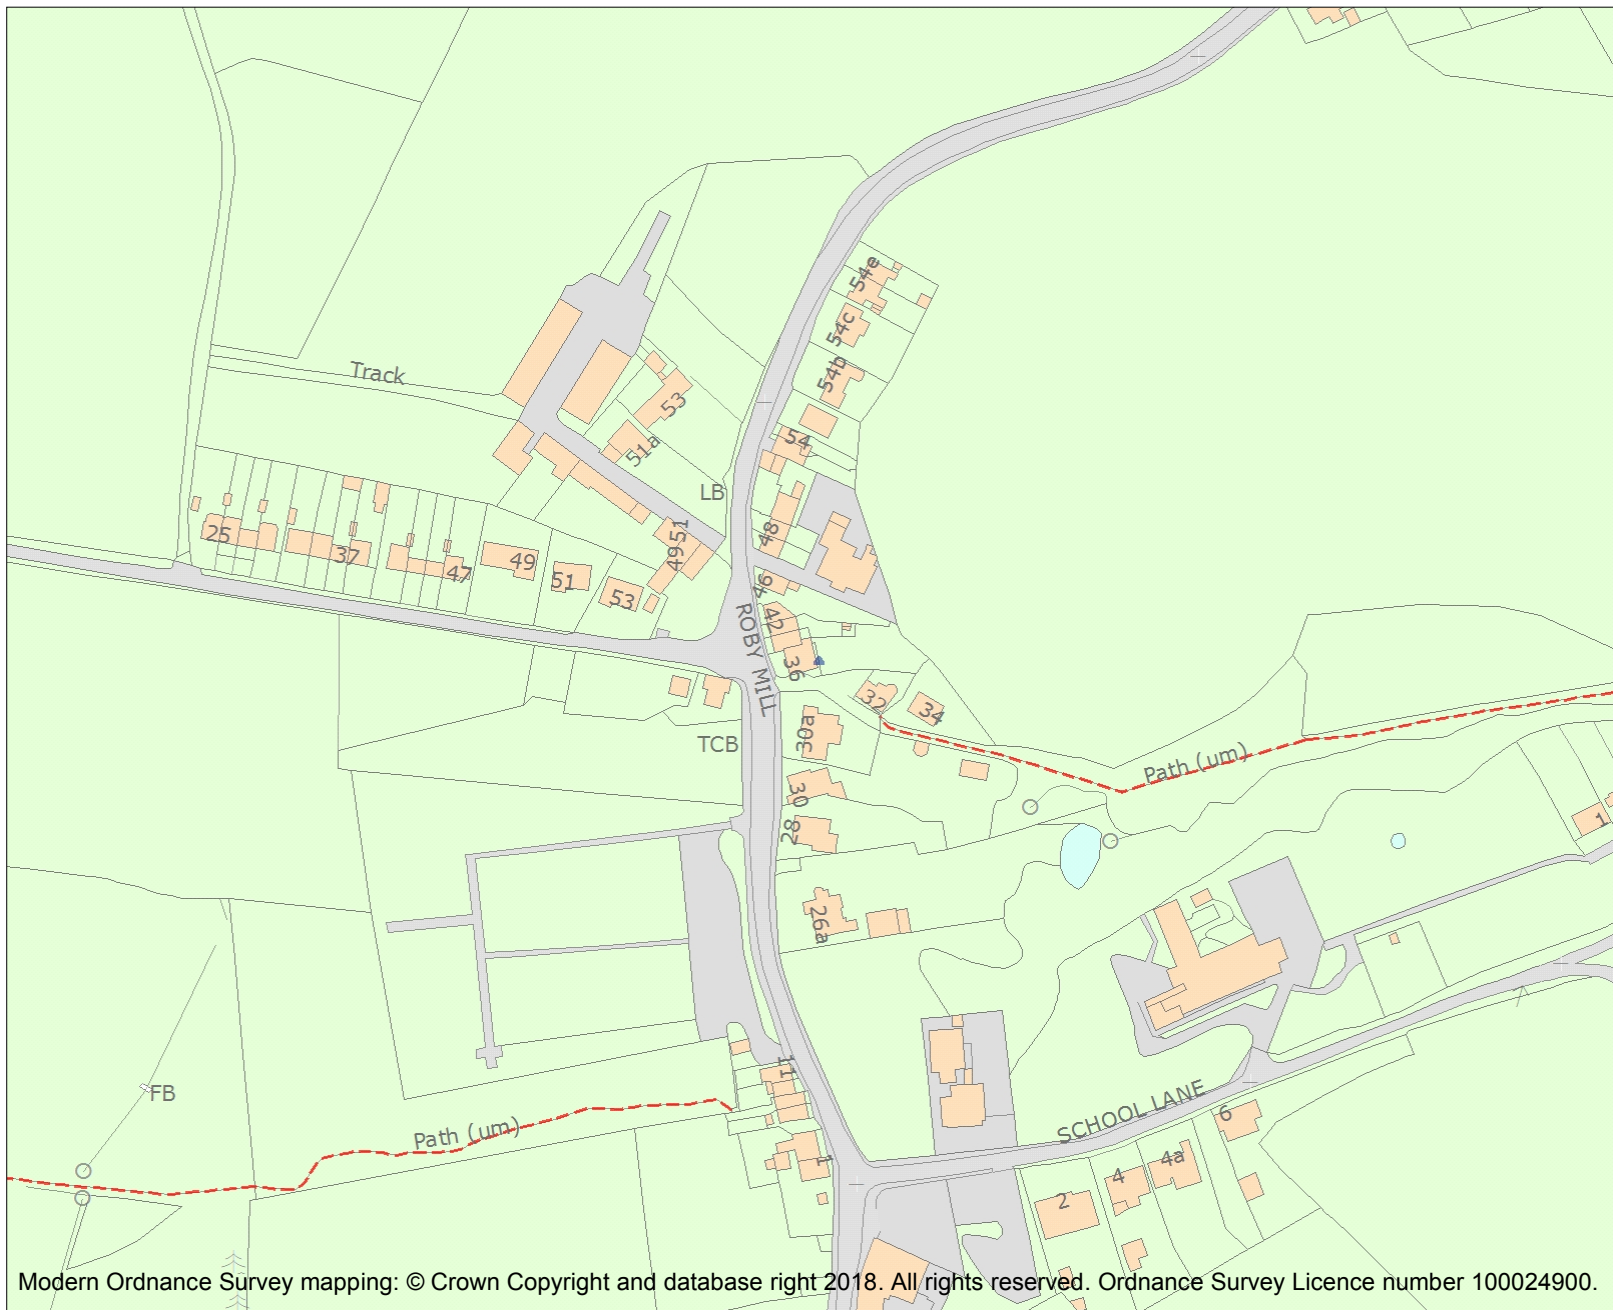 54e
54c
Track
54b
53
54
51a
LB
25
48
51
49
37
49
47
51
53
46
42
ROBY MILL
36
32
34
30a
TCB
Path (um)
30
28
1
26a
11
FB
SCHOOL LANE
6
Path (um)
1
4a
4
2
Modern Ordnance Survey mapping: © Crown Copyright and database right 2018. All rights reserved. Ordnance Survey Licence number 100024900.